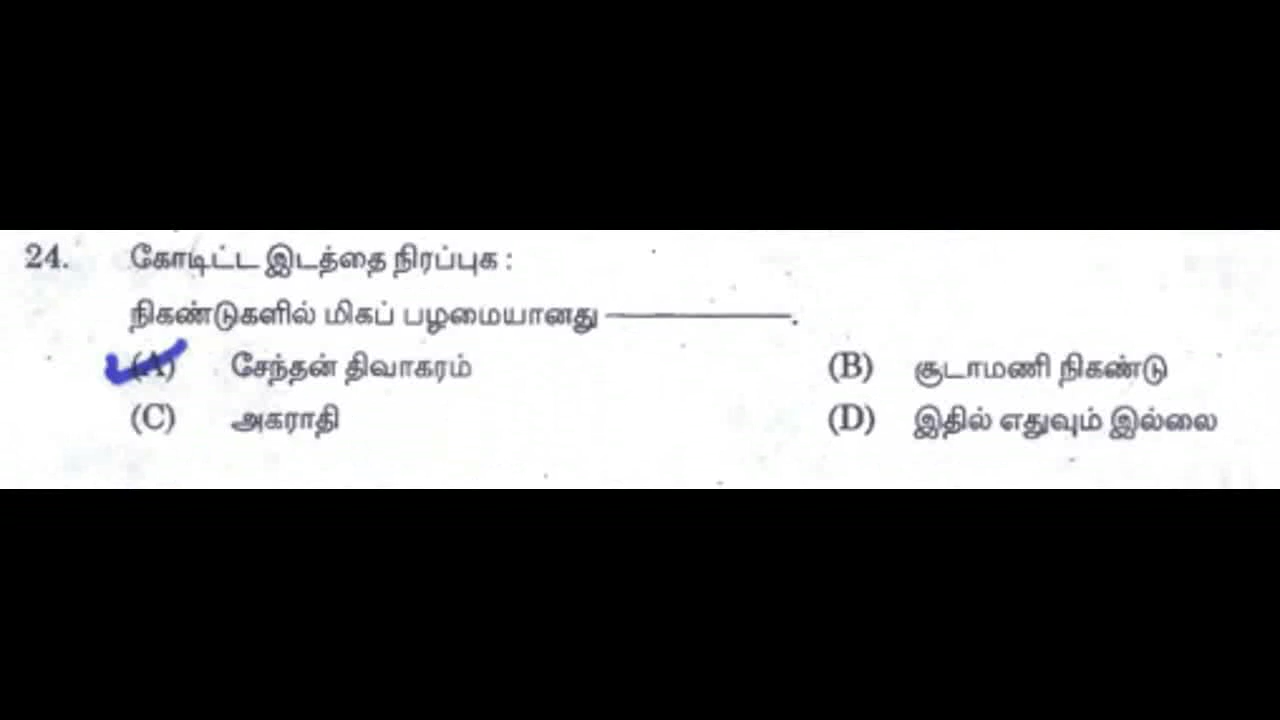 24. கோடிட்ட இடத்தை நிரப்புக :
நிகண்டுகளில் மிகப் பழமையானது ————.
(A) சேந்தன் திவாகரம் (B) சூடாமணி நிகண்டு
(C) அகராதி (D) இதில் எதுவும் இல்லை